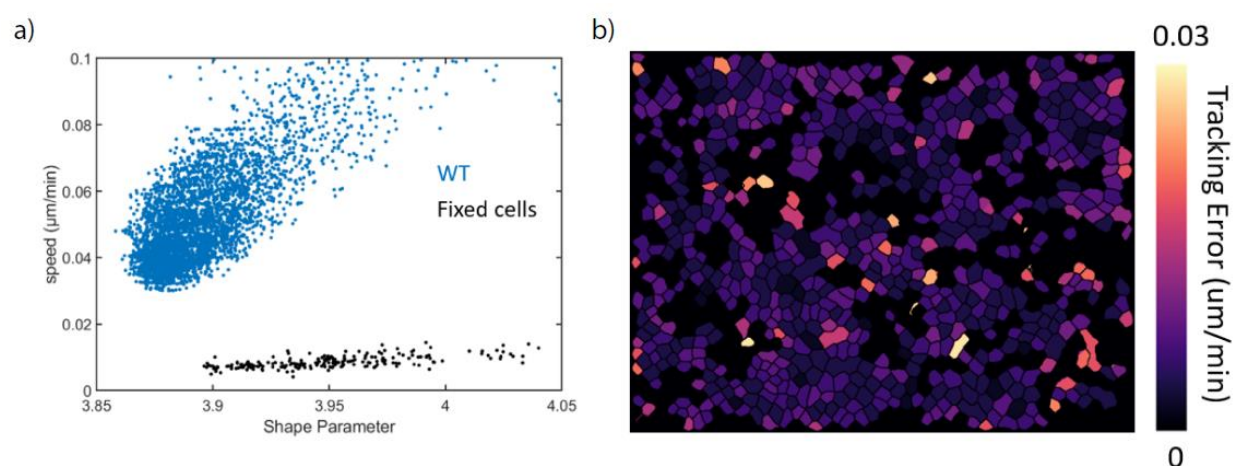 a)
0.1
0.08
0.06
0.04
0.02
0
speed (μm/min)
3.85
3.9
3.95
4
4.05
Shape Parameter
WT
Fixed cells
b)
0.03
Tracking Error (um/min)
0